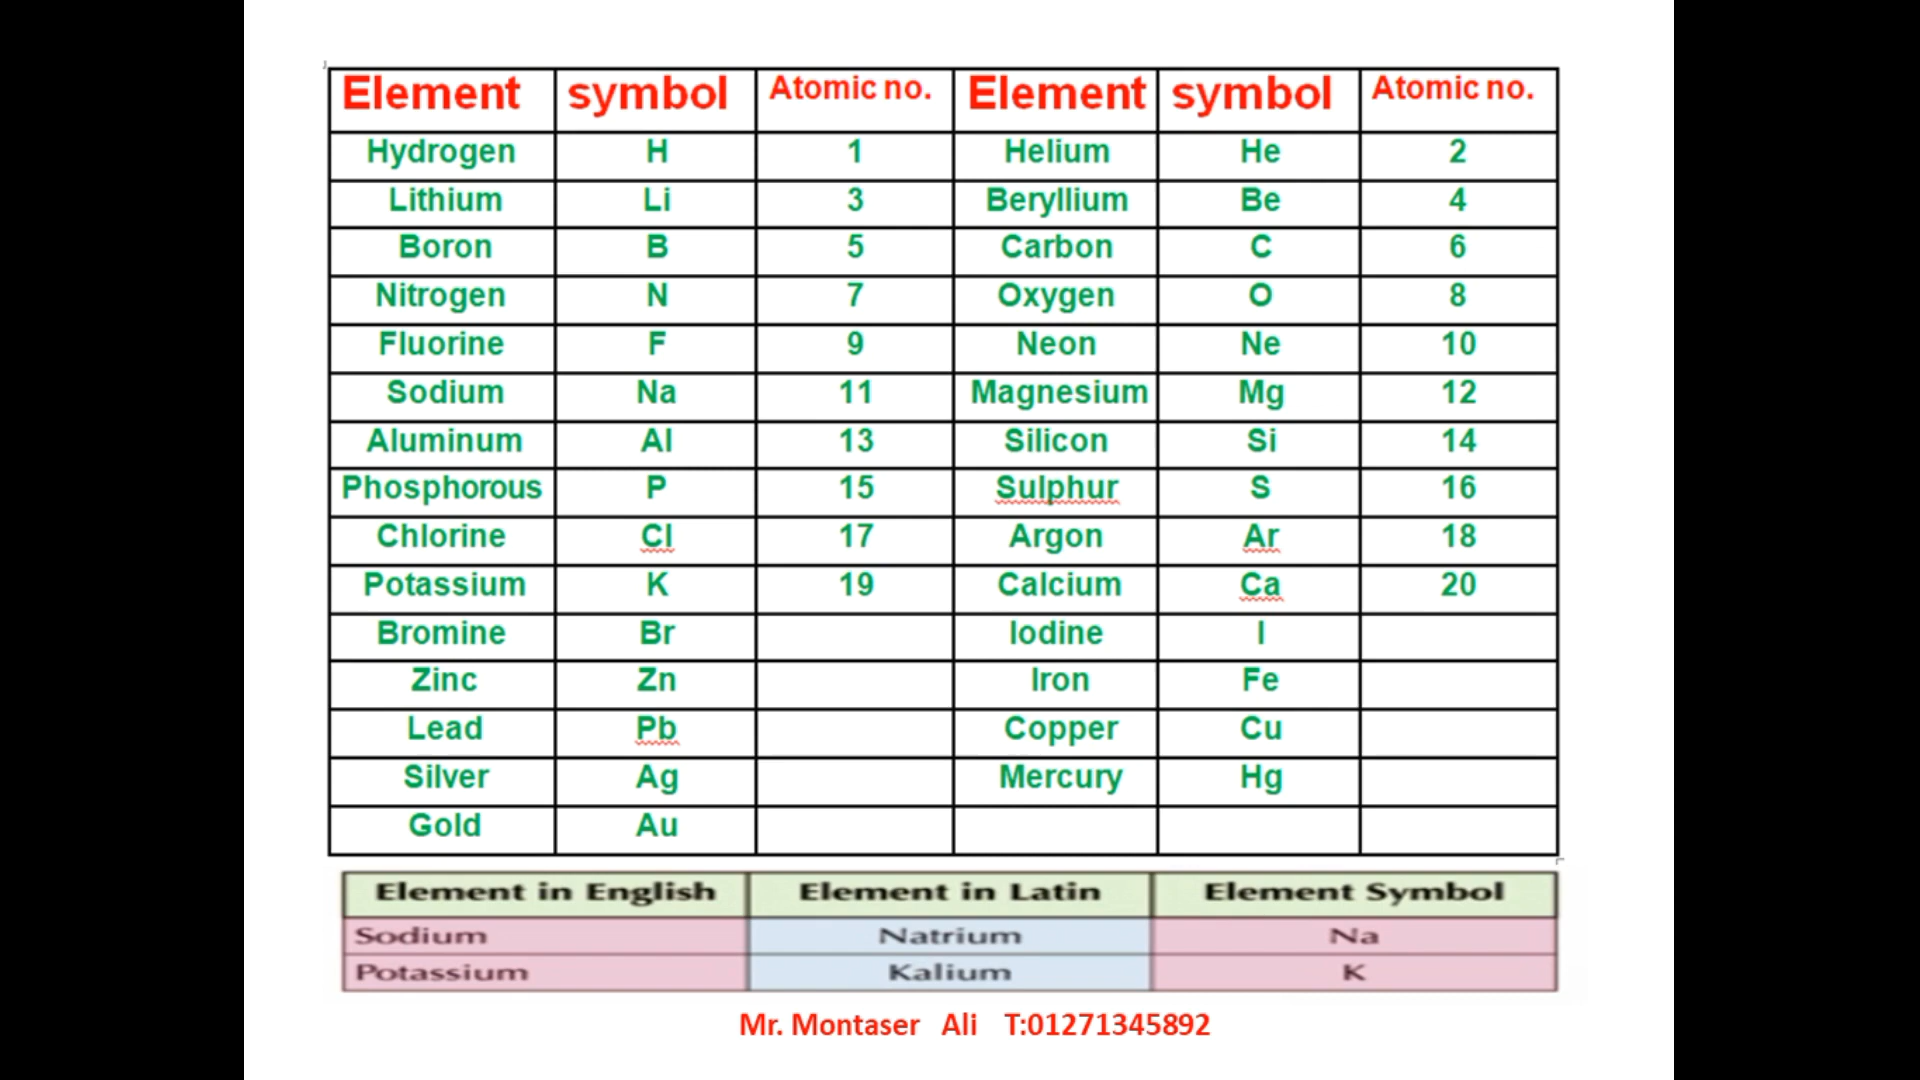 Element symbol Atomic no. Element symbol Atomic no.
Hydrogen H 1 Helium He 2
Lithium Li 3 Beryllium Be 4
Boron B 5 Carbon C 6
Nitrogen N 7 Oxygen O 8
Fluorine F 9 Neon Ne 10
Sodium Na 11 Magnesium Mg 12
Aluminum Al 13 Silicon Si 14
Phosphorous P 15 Sulphur S 16
Chlorine Cl 17 Argon Ar 18
Potassium K 19 Calcium Ca 20
Bromine Br Iodine I
Zinc Zn Iron Fe
Lead Pb Copper Cu
Silver Ag Mercury Hg
Gold Au
Element in English Element in Latin Element Symbol
Sodium Natrium Na
Potassium Kalium K
Mr. Montaser Ali T:01271345892